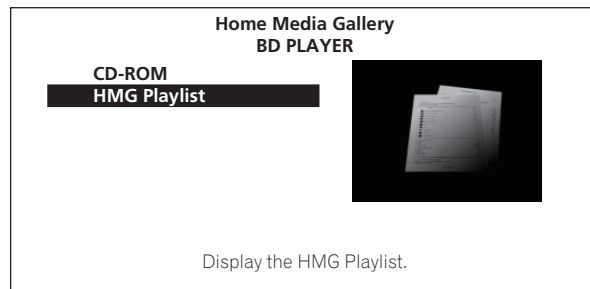 Home Media Gallery
BD PLAYER
CD-ROM
HMG Playlist
Display the HMG Playlist.